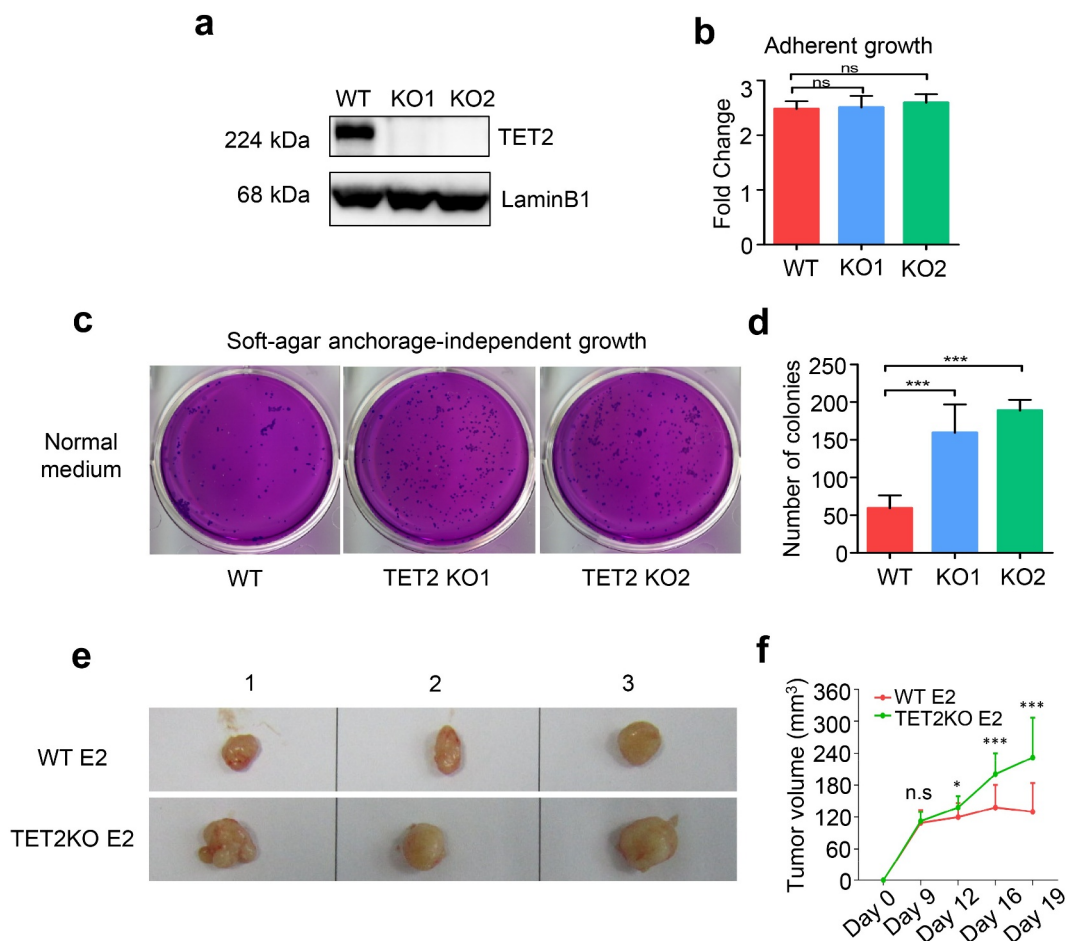 a
WT KO1 KO2
224 kDa TET2
68 kDa LaminB1
b
Adherent growth
ns
ns
Fold Change
3
2
1
0
WT KO1 KO2
c
Soft-agar anchorage-independent growth
Normal
medium
WT TET2 KO1 TET2 KO2
d
Number of colonies
250
200
150
100
50
0
***
***
WT KO1 KO2
e
1 2 3
WT E2
TET2KO E2
f
Tumor volume (mm³)
360
300
240
180
120
60
0
WT E2
TET2KO E2
n.s
*
***
***
Day 0 Day 9 Day 12 Day 16 Day 19